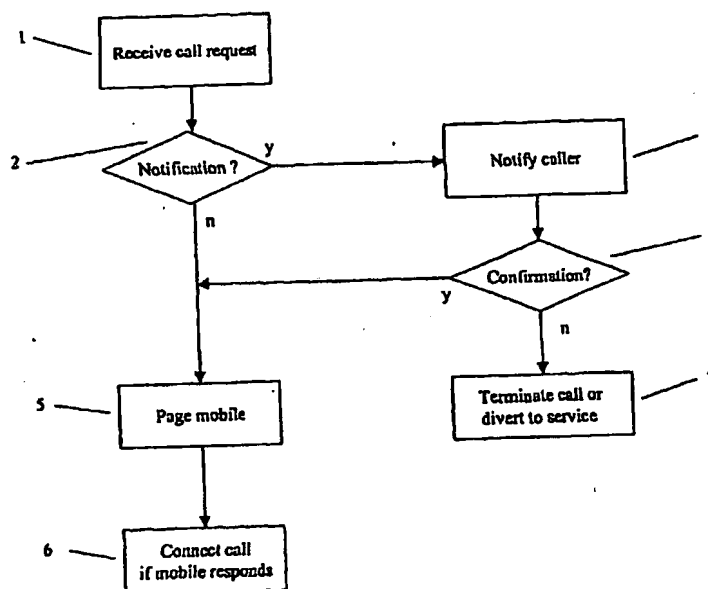 1
Receive call request
2
Notification ?
y
n
Notify caller
Confirmation?
y
n
5
Page mobile
Terminate call or
divert to service
6
Connect call
if mobile responds